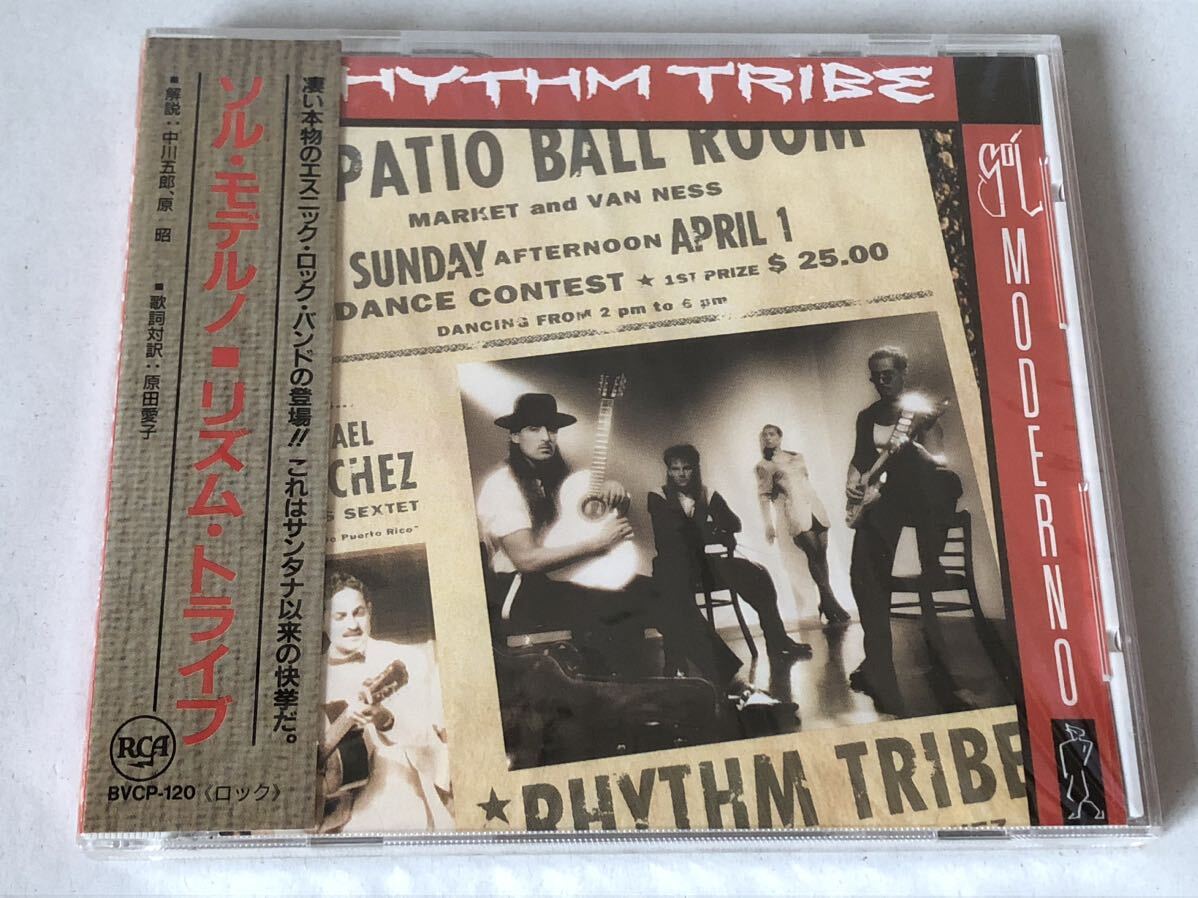 凄い本物のエスニック・ロック・バンドの登場!! これはサンタナ以来の快挙だ。
ソル・モデルノ■リズム・トライブ
■解説：中川五郎、原 昭
■歌詞対訳：原田愛子
RCA
BVCP-120〈ロック〉
HYTHM TRIBE
PATIO BALL ROOM
MARKET and VAN NESS
SUNDAY AFTERNOON APRIL 1
DANCE CONTEST ★ 1ST PRIZE $ 25.00
DANCING FROM 2 pm to 6 pm
AEL
CHEZ
S SEXTET
Puerto Rico"
★ RHYTHM TRIBE
SOL MODERNO